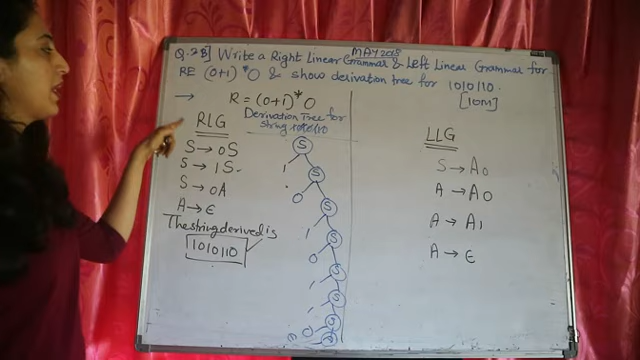 MAY 2018
Q.2B] Write a Right Linear Grammar & Left Linear Grammar for
RE (0+1)*0 & show derivation tree for 1010110.
[10M]
→ R = (0+1)*0
RLG
S → 0S
S → 1S
S → 0A
A → ε
The string derived is
1010110
Derivation Tree for
string 1010110
S
1 S
0 S
1 S
0 S
1 S
1 S
0
ε
LLG
S → A0
A → A0
A → A1
A → ε